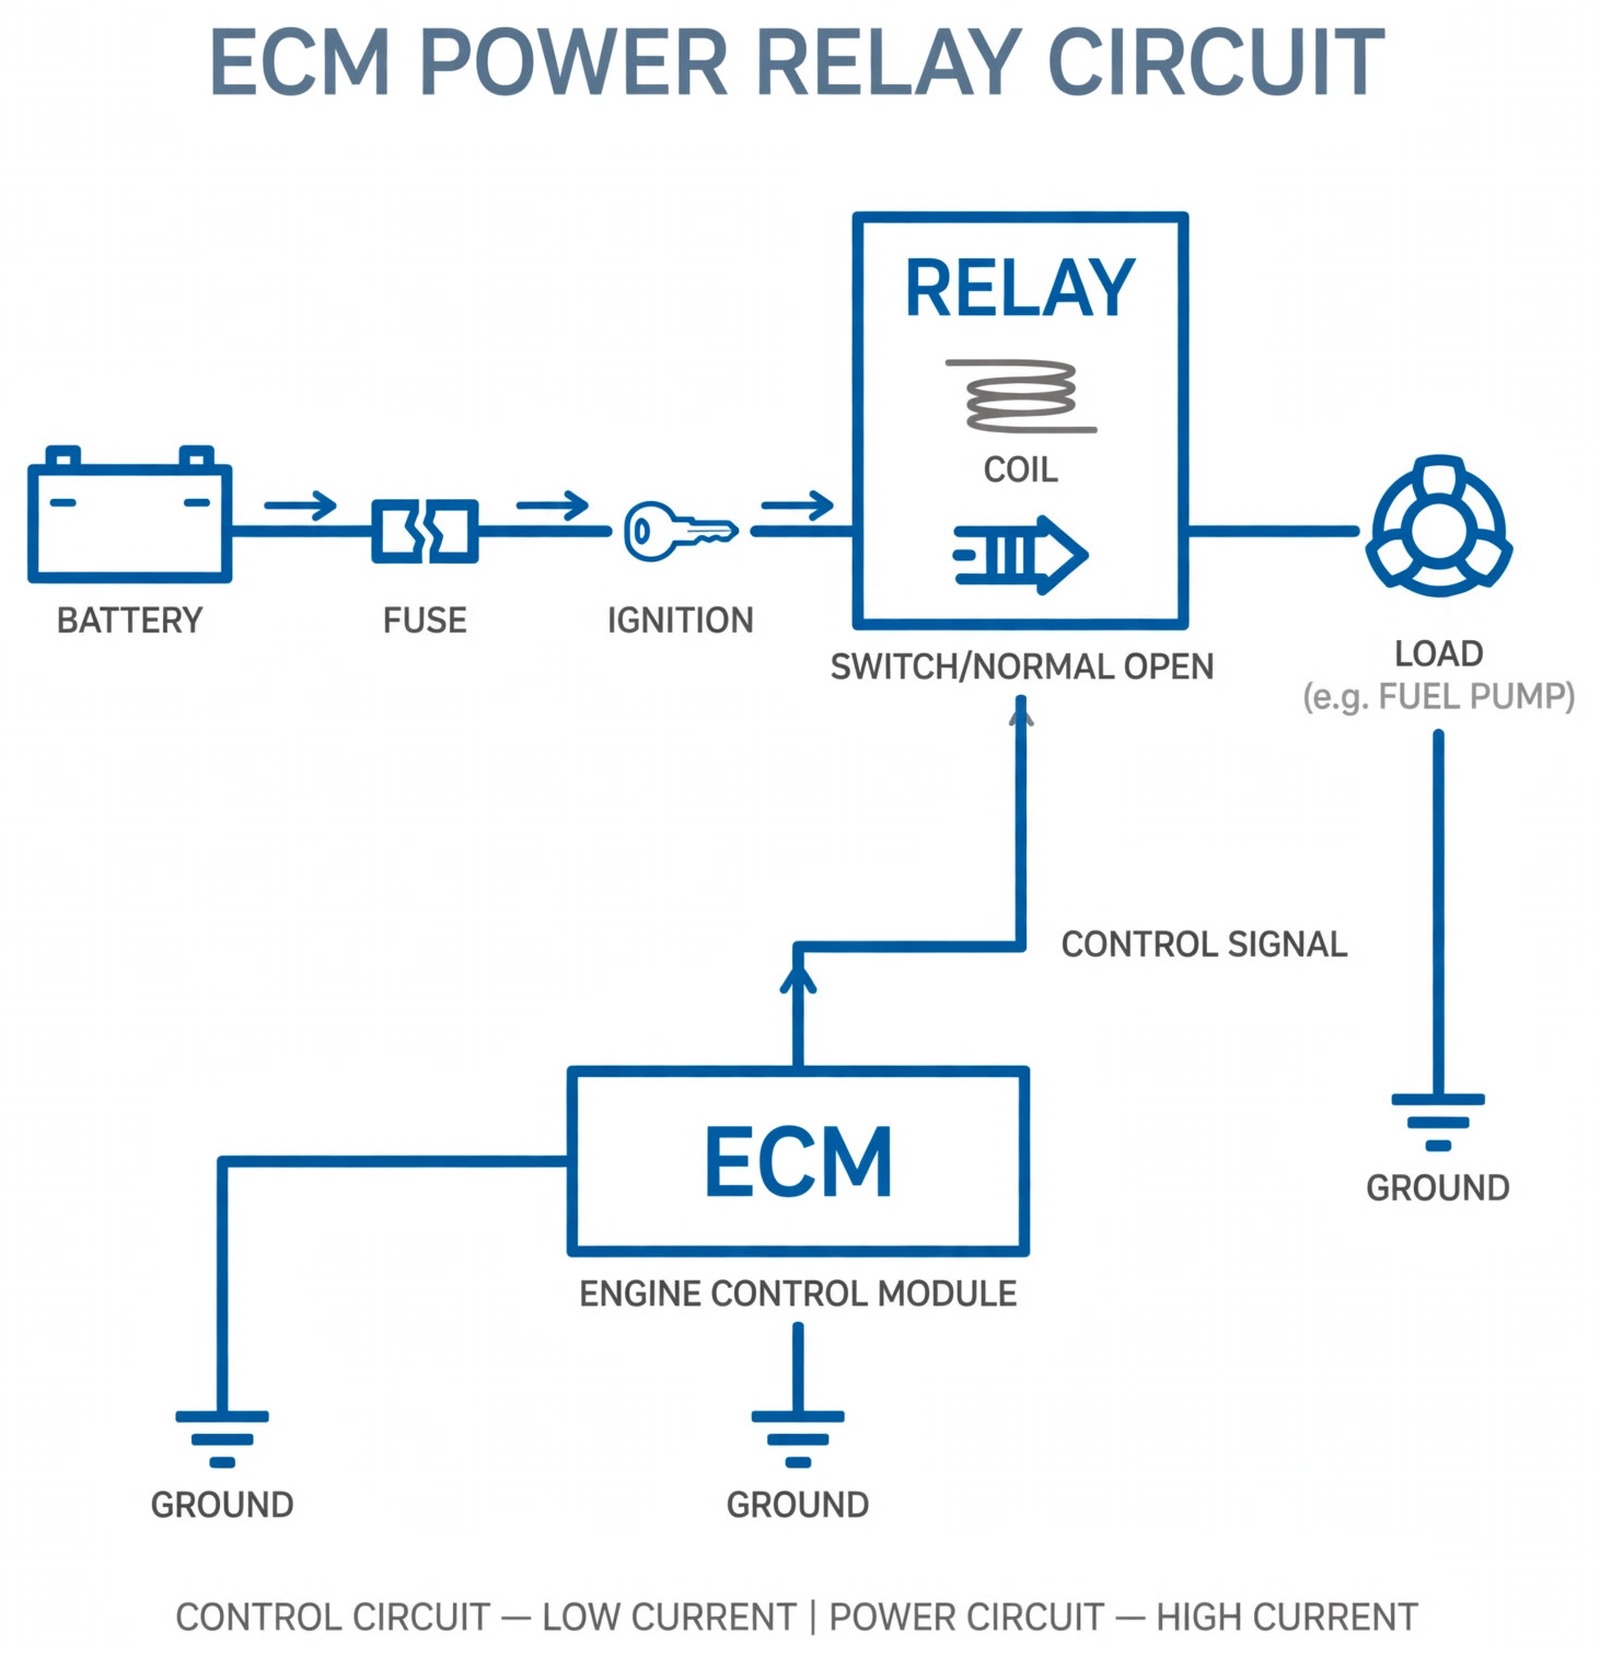 ECM POWER RELAY CIRCUIT
RELAY
COIL
BATTERY
FUSE
IGNITION
SWITCH/NORMAL OPEN
LOAD
(e.g. FUEL PUMP)
CONTROL SIGNAL
ECM
GROUND
ENGINE CONTROL MODULE
GROUND
GROUND
CONTROL CIRCUIT — LOW CURRENT | POWER CIRCUIT — HIGH CURRENT